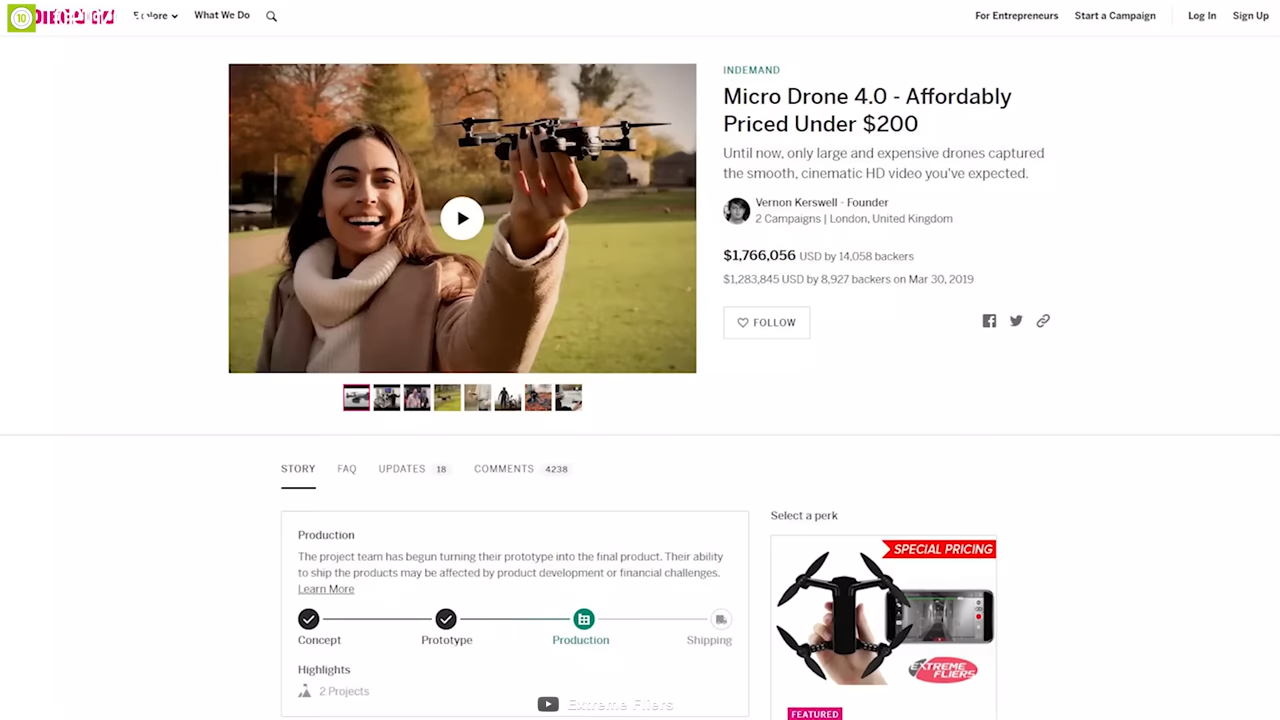 10
Explore
What We Do
For Entrepreneurs
Start a Campaign
Log In
Sign Up
INDEMAND
Micro Drone 4.0 - Affordably
Priced Under $200
Until now, only large and expensive drones captured
the smooth, cinematic HD video you've expected.
Vernon Kerswell - Founder
2 Campaigns | London, United Kingdom
$1,766,056 USD by 14,058 backers
$1,283,845 USD by 8,927 backers on Mar 30, 2019
FOLLOW
STORY
FAQ
UPDATES 18
COMMENTS 4238
Production
The project team has begun turning their prototype into the final product. Their ability
to ship the products may be affected by product development or financial challenges.
Learn More
Concept
Prototype
Production
Shipping
Highlights
2 Projects
Select a perk
SPECIAL PRICING
EXTREME
FLIERS
FEATURED
Extreme Fliers